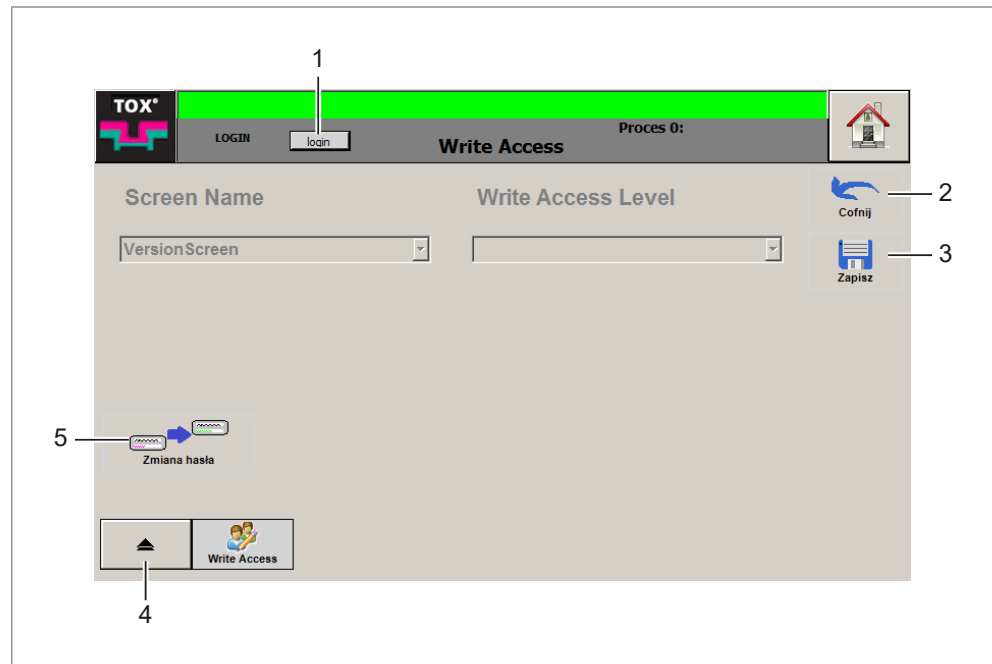 1
TOX®
LOGIN
login
Proces 0:
Write Access
Screen Name
Write Access Level
Cofnij
2
VersionScreen
Zapisz
3
5
Zmiana hasła
Write Access
4